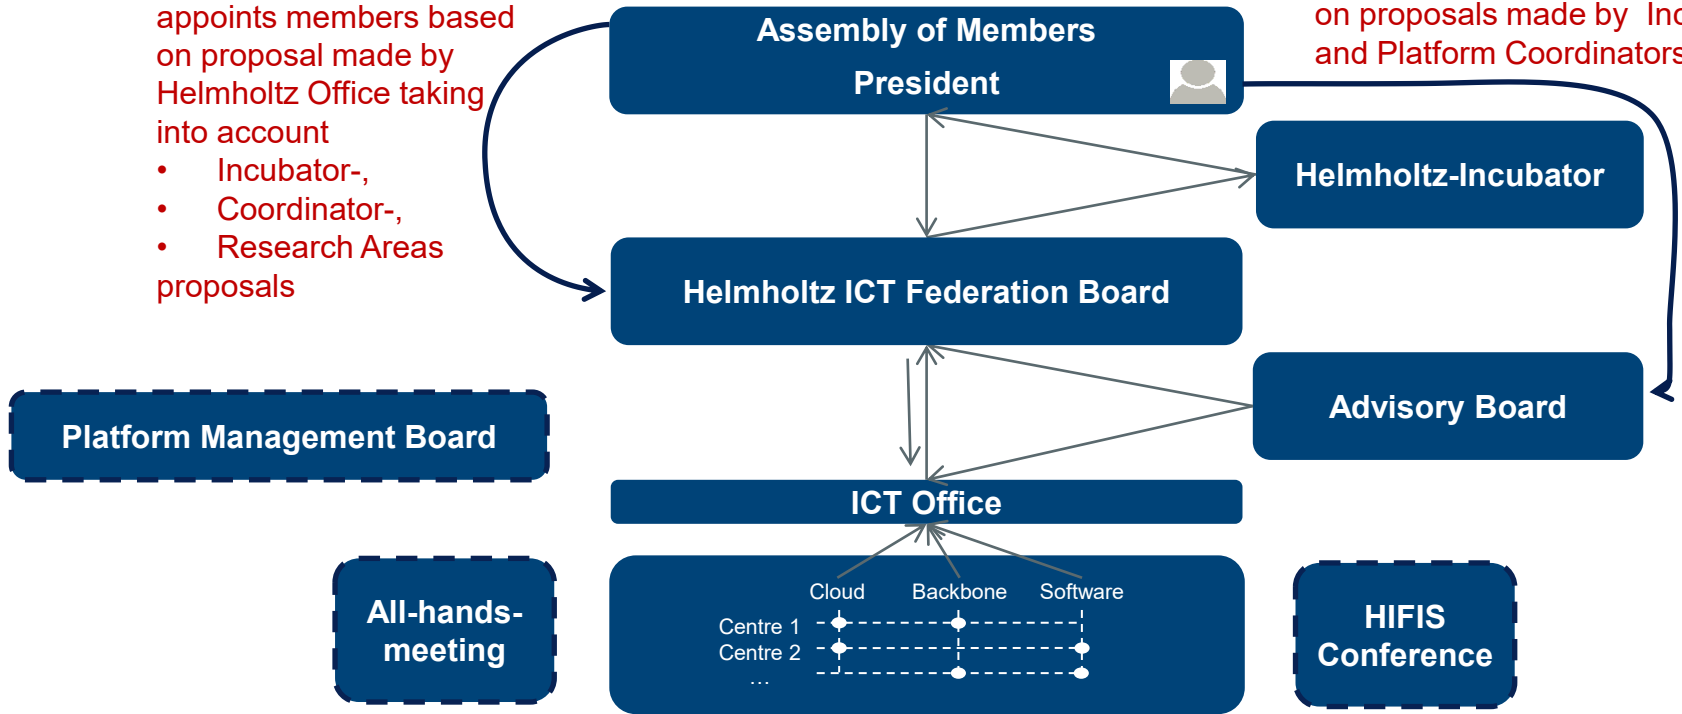 appoints members based
on proposal made by
Helmholtz Office taking
into account
• Incubator-,
• Coordinator-,
• Research Areas
proposals
Assembly of Members
President
on proposals made by
and Platform Coordinators
Helmholtz-Incubator
Helmholtz ICT Federation Board
Advisory Board
Platform Management Board
ICT Office
All-hands-
meeting
Cloud Backbone Software
Centre 1
Centre 2
...
HIFIS
Conference